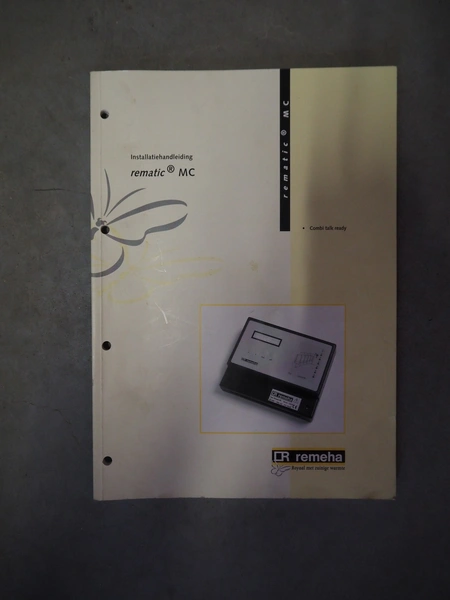 Installatiehandleiding
rematic® MC
rematic® MC
• Combi talk ready
remeha